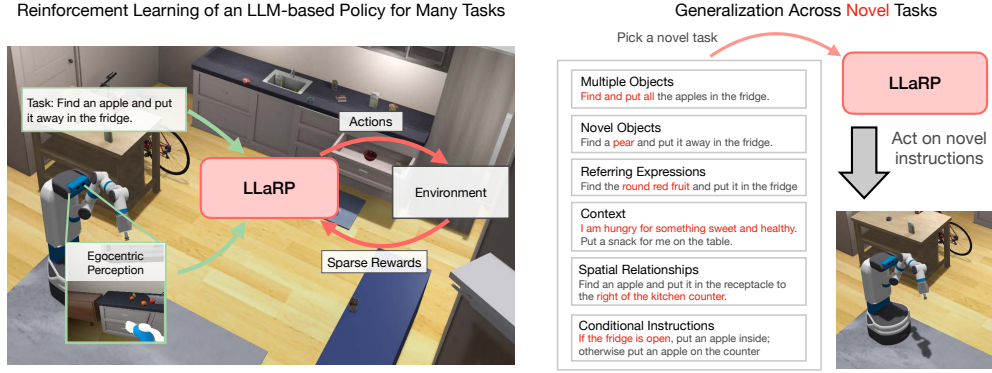 Reinforcement Learning of an LLM-based Policy for Many Tasks
Task: Find an apple and put
it away in the fridge.
Actions
LLaRP
Environment
Egocentric
Perception
Sparse Rewards
Generalization Across Novel Tasks
Pick a novel task
LLaRP
Multiple Objects
Find and put all the apples in the fridge.
Novel Objects
Find a pear and put it away in the fridge.
Referring Expressions
Find the round red fruit and put it in the fridge
Context
I am hungry for something sweet and healthy.
Put a snack for me on the table.
Spatial Relationships
Find an apple and put it in the receptacle to
the right of the kitchen counter.
Conditional Instructions
If the fridge is open, put an apple inside;
otherwise put an apple on the counter
Act on novel
instructions